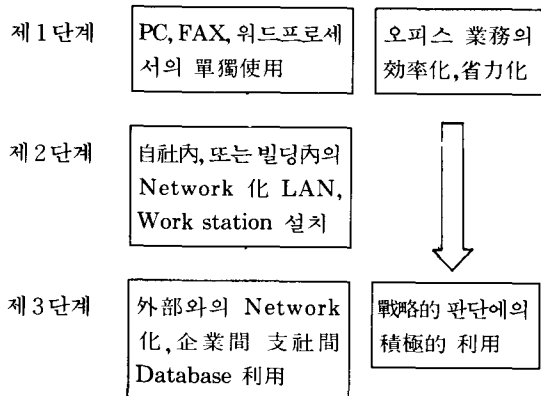 제1단계
PC, FAX, 워드프로세
서의 單獨使用
오피스 業務의
効率化,省力化
제2단계
自社內,또는 빌딩內의
Network 化 LAN,
Work station 설치
제3단계
外部와의 Network
化,企業間 支社間
Database 利用
戰略的 판단에의
積極的 利用